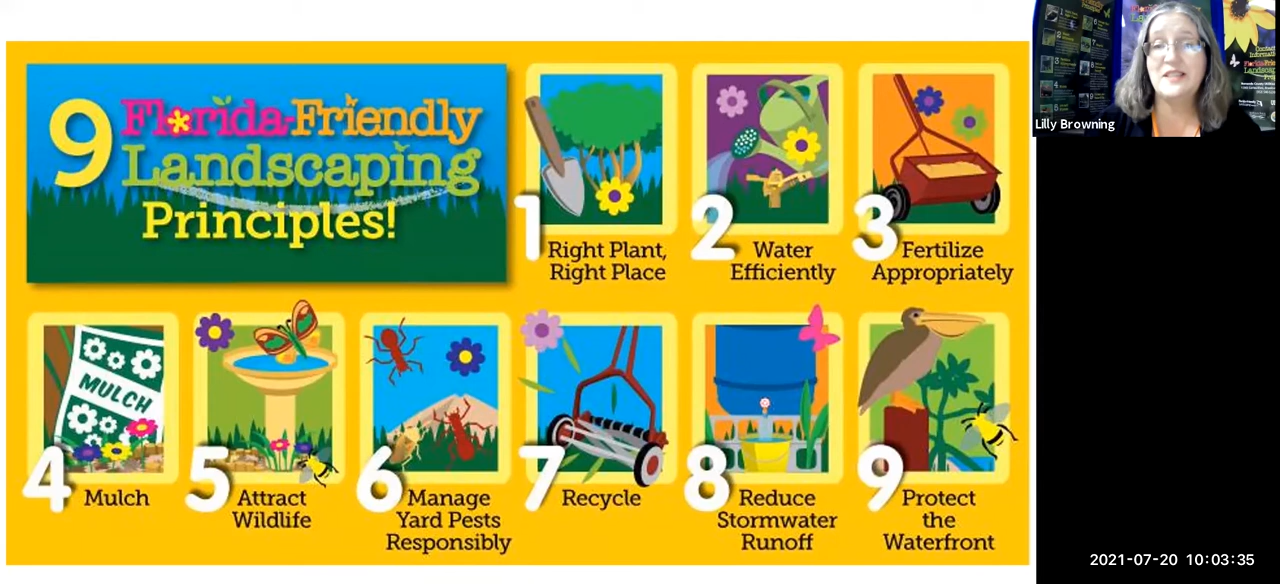 9 Florida-Friendly
Landscaping
Principles!
1 Right Plant,
Right Place
2 Water
Efficiently
3 Fertilize
Appropriately
MULCH
4 Mulch
5 Attract
Wildlife
6 Manage
Yard Pests
Responsibly
7 Recycle
8 Reduce
Stormwater
Runoff
9 Protect
the
Waterfront
Lilly Browning
2021-07-20 10:03:35